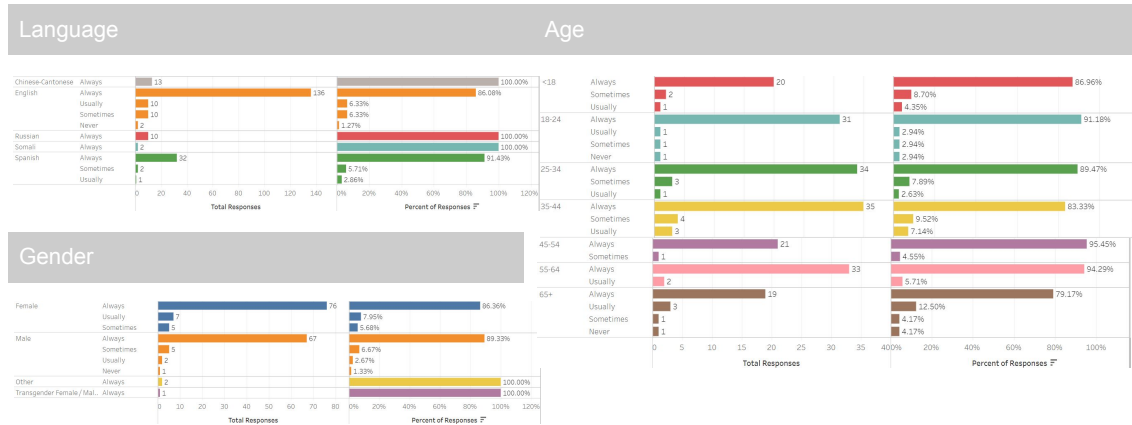 Language
Chinese-Cantonese Always 13 100.00%
English Always 136 86.08%
Usually 10 6.33%
Sometimes 10 6.33%
Never 2 1.27%
Russian Always 10 100.00%
Somali Always 2 100.00%
Spanish Always 32 91.43%
Sometimes 2 5.71%
Usually 1 2.86%
0 20 40 60 80 100 120 140 0% 20% 40% 60% 80% 100% 120%
Total Responses Percent of Responses
Gender
Female Always 76 86.36%
Usually 7 7.95%
Sometimes 5 5.68%
Male Always 67 89.33%
Sometimes 5 6.67%
Usually 2 2.67%
Never 1 1.33%
Other Always 2 100.00%
Transgender Female/ Mal.. Always 1 100.00%
0 10 20 30 40 50 60 70 80 0% 20% 40% 60% 80% 100% 120%
Total Responses Percent of Responses
Age
<18 Always 20 86.96%
Sometimes 2 8.70%
Usually 1 4.35%
18-24 Always 31 91.18%
Usually 1 2.94%
Sometimes 1 2.94%
Never 1 2.94%
25-34 Always 34 89.47%
Sometimes 3 7.89%
Usually 1 2.63%
35-44 Always 35 83.33%
Sometimes 4 9.52%
Usually 3 7.14%
45-54 Always 21 95.45%
Sometimes 1 4.55%
55-64 Always 33 94.29%
Usually 2 5.71%
65+ Always 19 79.17%
Usually 3 12.50%
Sometimes 1 4.17%
Never 1 4.17%
0 5 10 15 20 25 30 35 40 0% 20% 40% 60% 80% 100%
Total Responses Percent of Responses